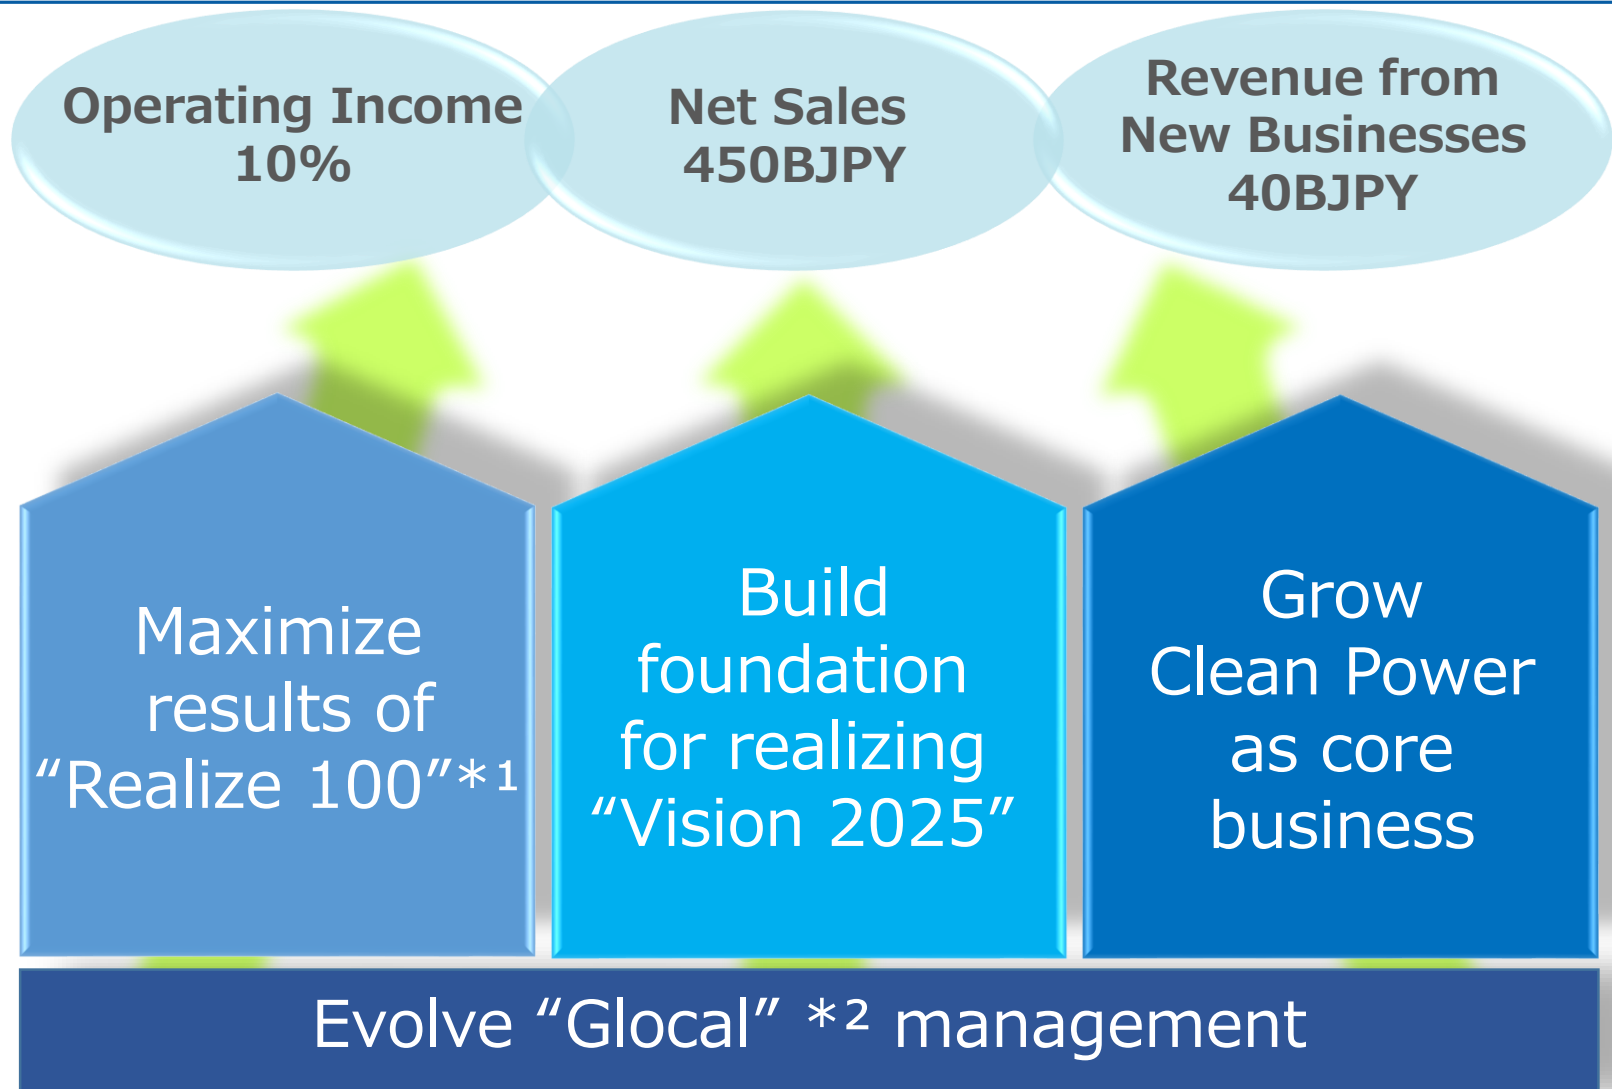 Operating Income
10%
Net Sales
450BJPY
Revenue from
New Businesses
40BJPY
Maximize
results of
“Realize 100”*¹
Build
foundation
for realizing
“Vision 2025”
Grow
Clean Power
as core
business
Evolve “Glocal” *² management